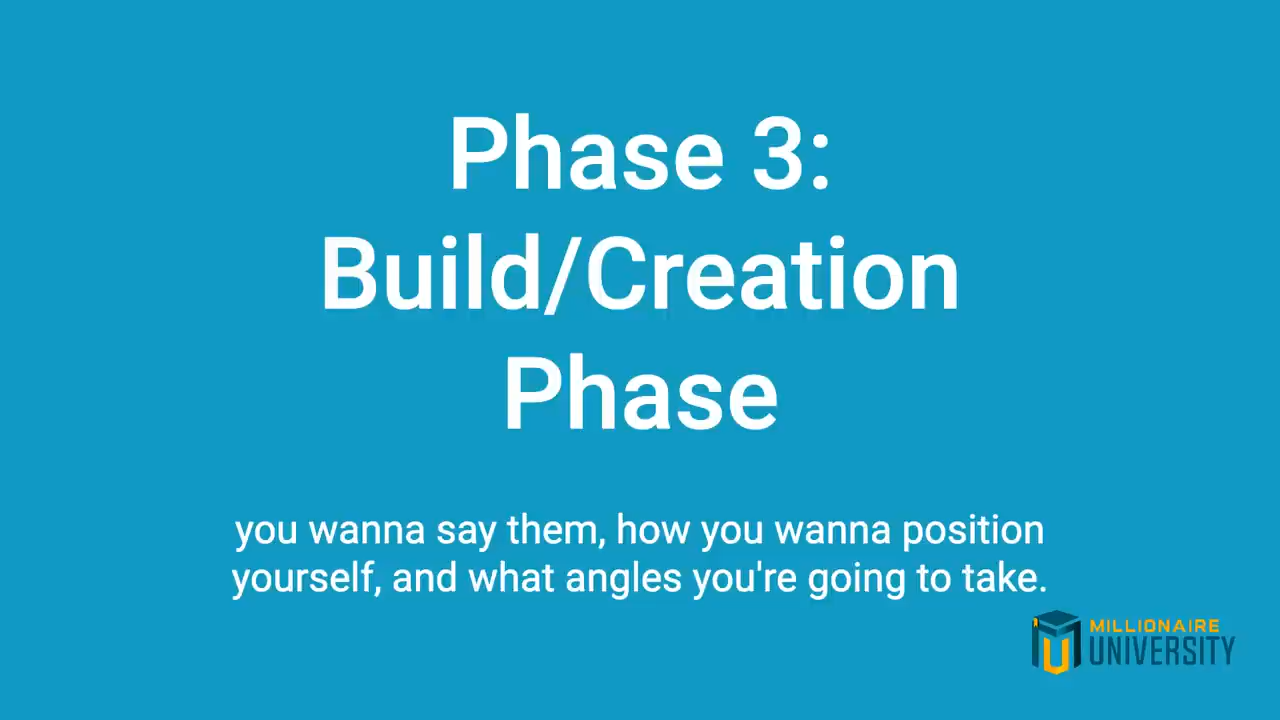 Phase 3:
Build/Creation
Phase
you wanna say them, how you wanna position
yourself, and what angles you're going to take.
MILLIONAIRE
UNIVERSITY